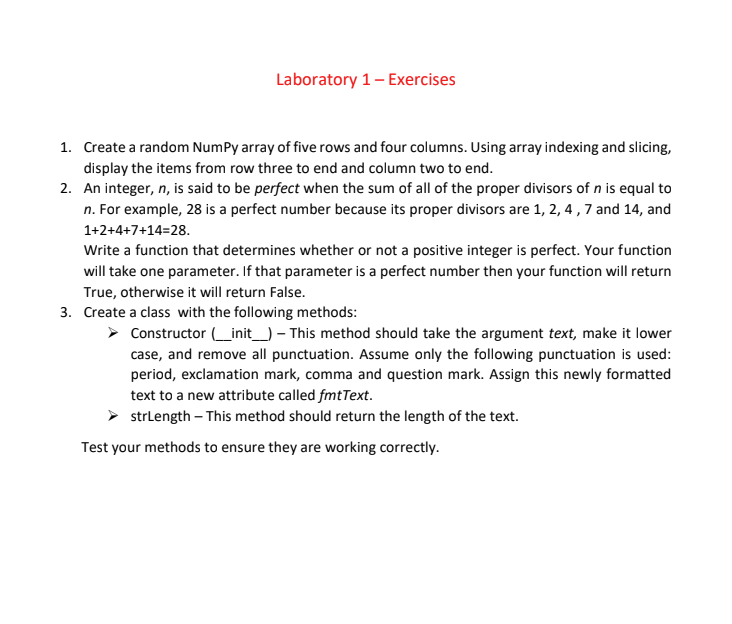 Laboratory 1 – Exercises
1. Create a random NumPy array of five rows and four columns. Using array indexing and slicing,
display the items from row three to end and column two to end.
2. An integer, n, is said to be perfect when the sum of all of the proper divisors of n is equal to
n. For example, 28 is a perfect number because its proper divisors are 1, 2, 4 , 7 and 14, and
1+2+4+7+14=28.
Write a function that determines whether or not a positive integer is perfect. Your function
will take one parameter. If that parameter is a perfect number then your function will return
True, otherwise it will return False.
3. Create a class with the following methods:
➢ Constructor (__init__) – This method should take the argument text, make it lower
case, and remove all punctuation. Assume only the following punctuation is used:
period, exclamation mark, comma and question mark. Assign this newly formatted
text to a new attribute called fmtText.
➢ strLength – This method should return the length of the text.
Test your methods to ensure they are working correctly.